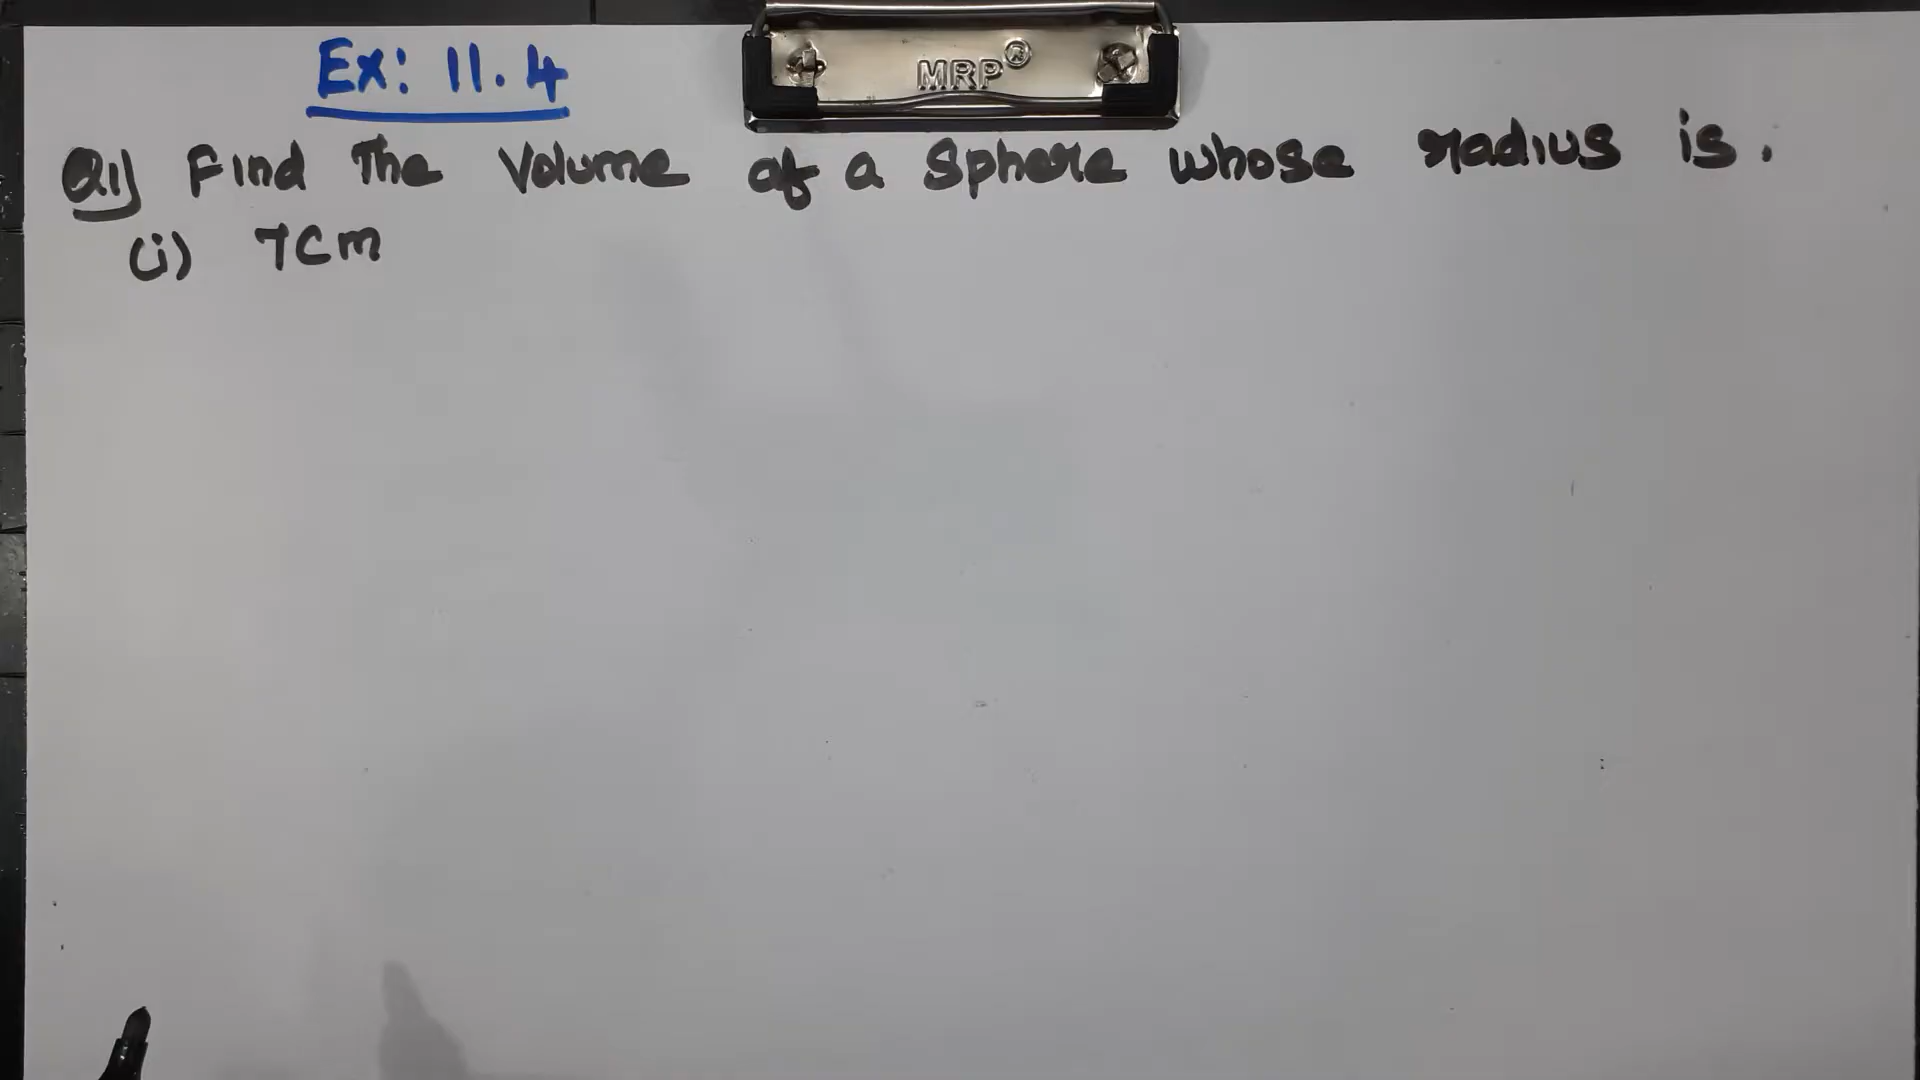 Ex: 11.4
MRP®
Q1) Find The Volume of a Sphere whose radius is.
(i) 7cm